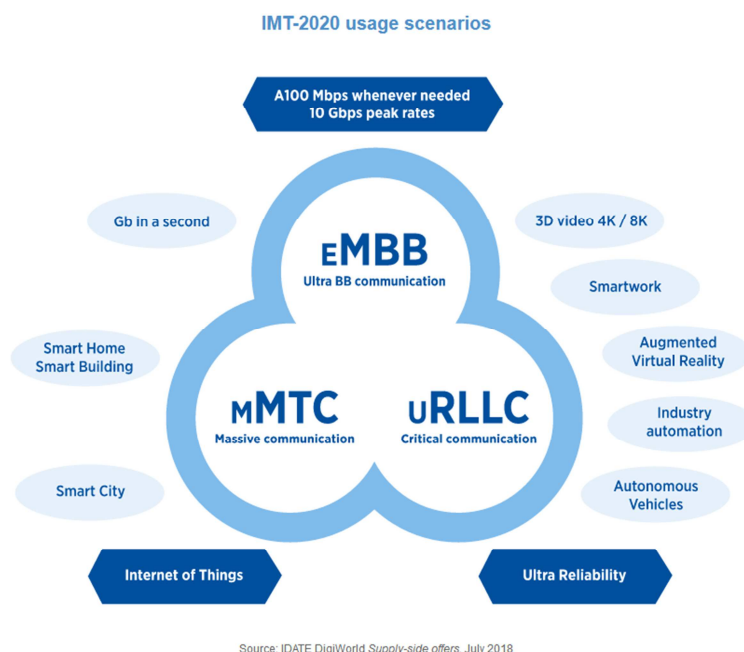 IMT-2020 usage scenarios
A100 Mbps whenever needed
10 Gbps peak rates
Gb in a second
3D video 4K / 8K
EMBB
Ultra BB communication
Smartwork
Smart Home
Smart Building
Augmented
Virtual Reality
MMTC
Massive communication
URLLC
Critical communication
Industry
automation
Smart City
Autonomous
Vehicles
Internet of Things
Ultra Reliability
Source: IDATE DigiWorld Supply-side offers, July 2018